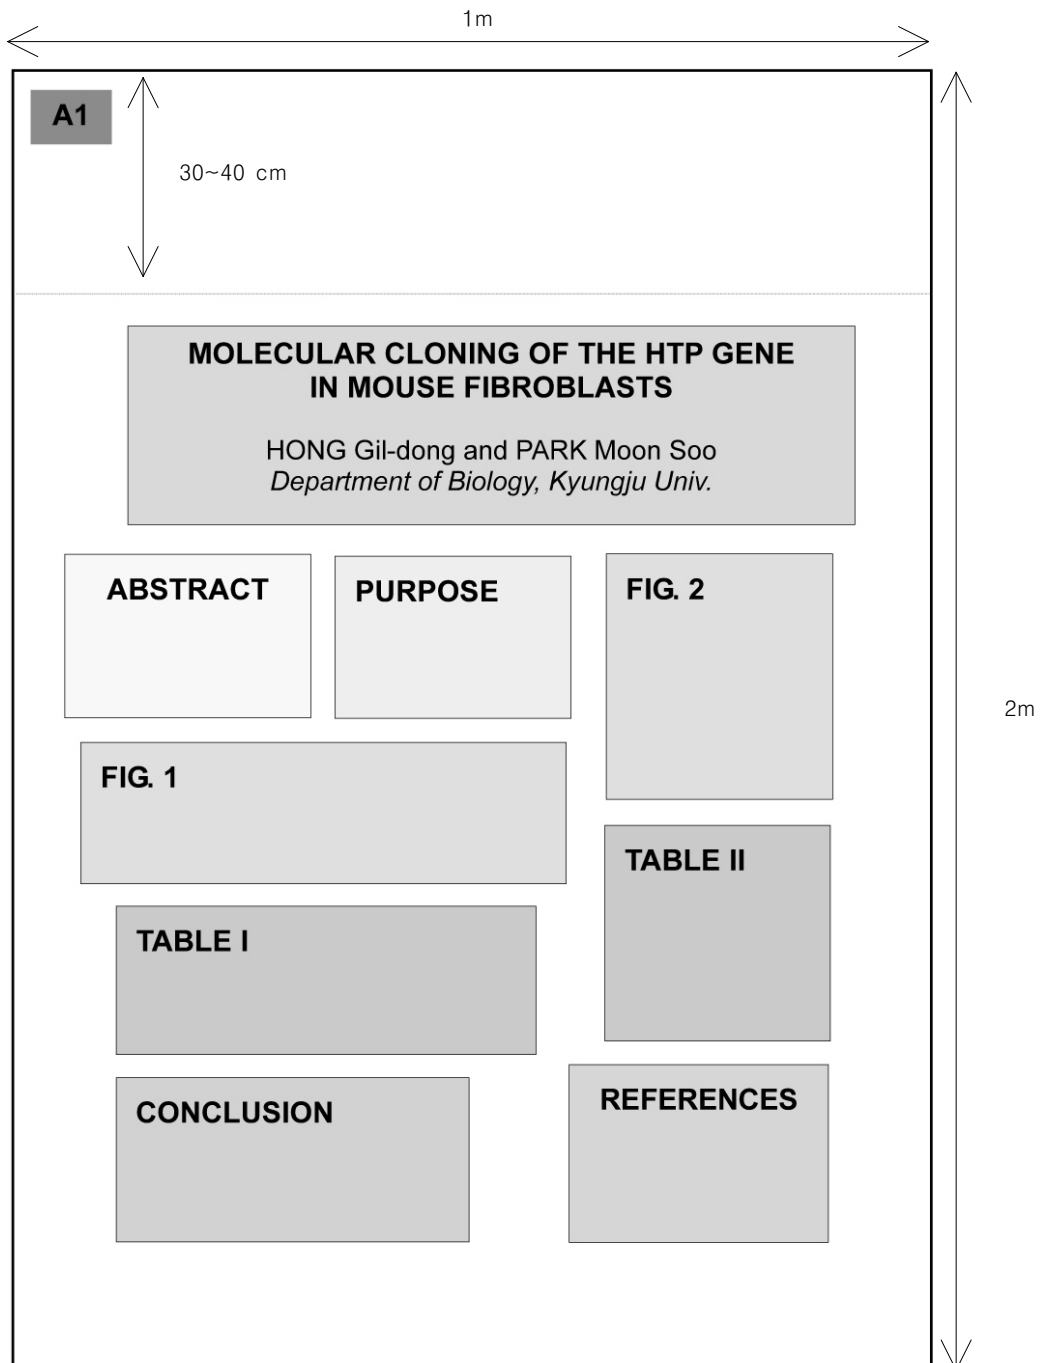 1m
A1
30~40 cm
MOLECULAR CLONING OF THE HTP GENE
IN MOUSE FIBROBLASTS
HONG Gil-dong and PARK Moon Soo
Department of Biology, Kyungju Univ.
ABSTRACT
PURPOSE
FIG. 2
2m
FIG. 1
TABLE II
TABLE I
CONCLUSION
REFERENCES